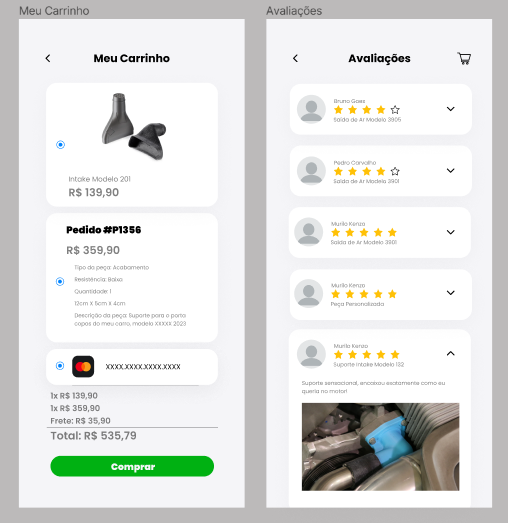 Meu Carrinho
Meu Carrinho
Intake Modelo 201
R$ 139,90
Pedido #P1356
R$ 359,90
Tipo da peça: Acabamento
Resistência: Baixa
Quantidade: 1
12cm X 5cm X 4cm
Descrição da peça: Suporte para o porta
copos do meu carro, modelo XXXXX 2023
XXXX.XXXX.XXXX.XXXX
1x R$ 139,90
1x R$ 359,90
Frete: R$ 35,90
Total: R$ 535,79
Comprar
Avaliações
Avaliações
Bruno Goes
Saída de Ar Modelo 3905
Pedro Carvalho
Saída de Ar Modelo 3901
Murilo Kenzo
Saída de Ar Modelo 3901
Murilo Kenzo
Peça Personalizada
Murilo Kenzo
Suporte Intake Modelo 132
Suporte sensacional, encaixou exatamente como eu
queria no motor!